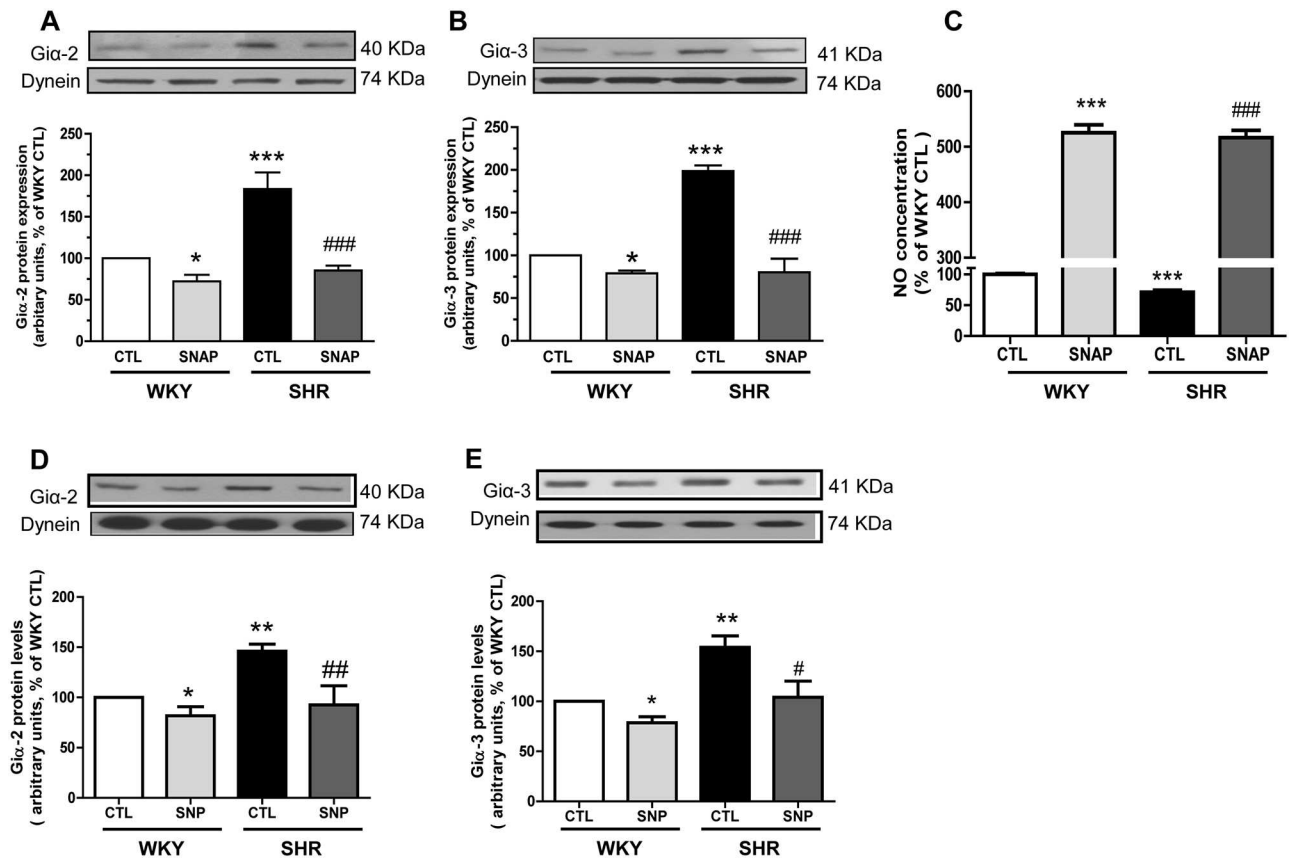 A
Giα-2
40 KDa
Dynein
74 KDa
Giα-2 protein expression
(arbitary units, % of WKY CTL)
250
200
150
100
50
0
*
***
###
CTL SNAP CTL SNAP
WKY SHR
B
Giα-3
41 KDa
Dynein
74 KDa
Giα-3 protein expression
(arbitrary units, % of WKY CTL)
250
200
150
100
50
0
*
***
###
CTL SNAP CTL SNAP
WKY SHR
C
NO concentration
(% of WKY CTL )
600
500
400
300
100
50
0
***
***
###
CTL SNAP CTL SNAP
WKY SHR
D
Giα-2
40 KDa
Dynein
74 KDa
Giα-2 protein levels
( arbitrary units, % of WKY CTL)
200
150
100
50
0
*
**
##
CTL SNP CTL SNP
WKY SHR
E
Giα-3
41 KDa
Dynein
74 KDa
Giα-3 protein levels
( arbitrary units, % of WKY CTL)
200
150
100
50
0
*
**
#
CTL SNP CTL SNP
WKY SHR